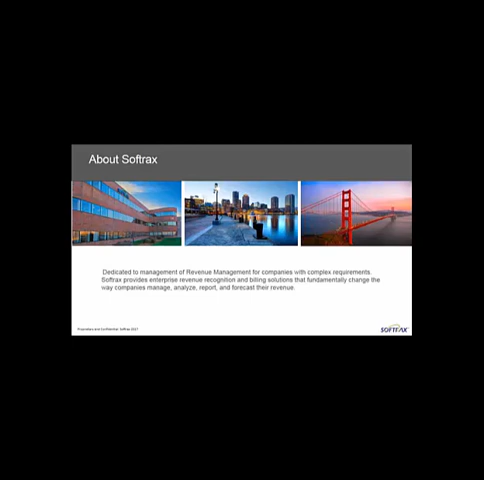 About Softrax
Dedicated to management of Revenue Management for companies with complex requirements.
Softrax provides enterprise revenue recognition and billing solutions that fundamentally change the
way companies manage, analyze, report, and forecast their revenue.
Proprietary and Confidential Softrax 2017
SOFTRAX